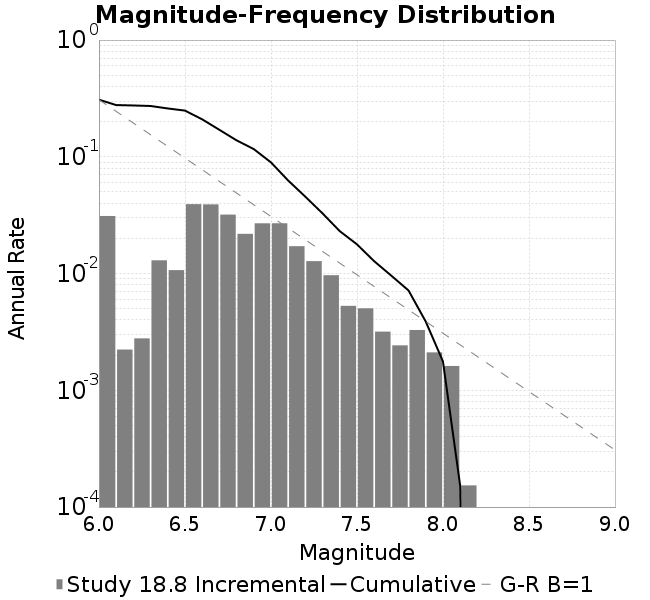 Magnitude-Frequency Distribution
10^0
10^-1
10^-2
10^-3
10^-4
Annual Rate
6.0 6.5 7.0 7.5 8.0 8.5 9.0
Magnitude
Study 18.8 Incremental Cumulative G-R B=1